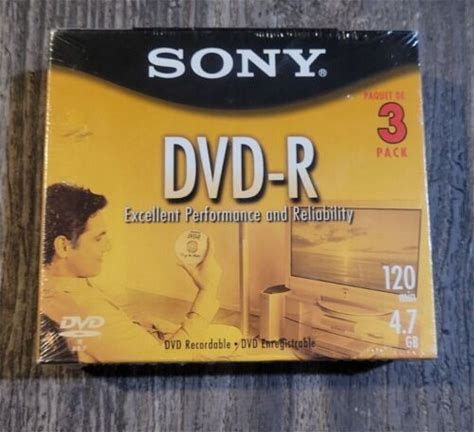 SONY®
PAQUET DE
3
PACK
DVD-R
Excellent Performance and Reliability
120
min
4.7
GB
DVD
R
DVD Recordable • DVD Enregistrable